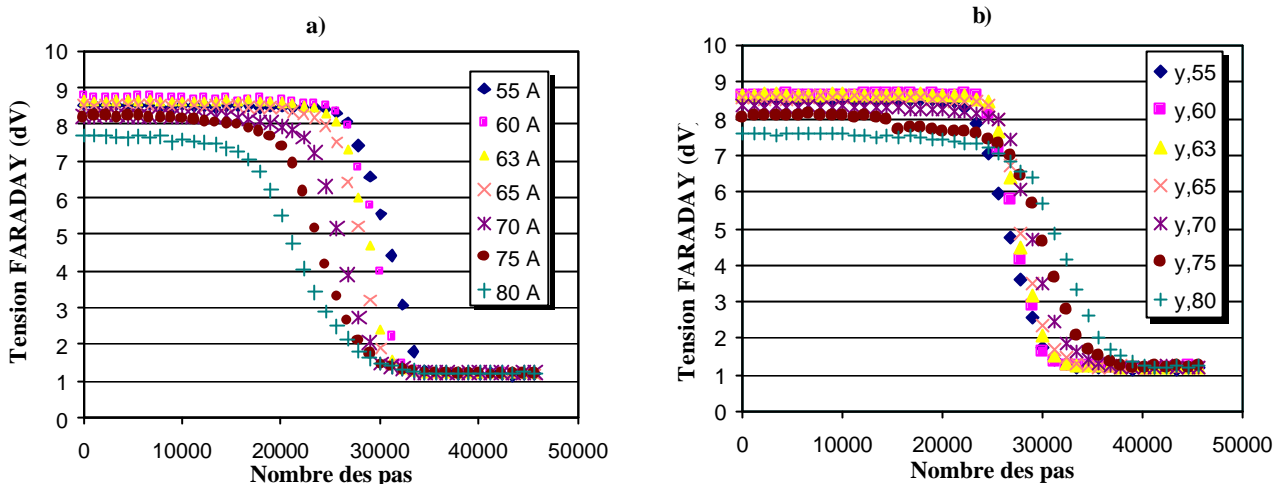 a)
10
9
8
7
6
5
4
3
2
1
0
Tension FARADAY (dV)
0 10000 20000 30000 40000 50000
Nombre des pas
55 A
60 A
63 A
65 A
70 A
75 A
80 A
b)
10
9
8
7
6
5
4
3
2
1
0
Tension FARADAY (dV)
0 10000 20000 30000 40000 50000
Nombre des pas
y,55
y,60
y,63
y,65
y,70
y,75
y,80